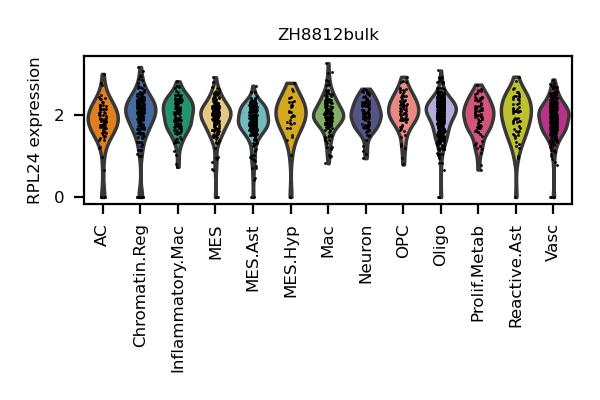 ZH8812bulk
RPL24 expression
2
0
AC
Chromatin.Reg
Inflammatory.Mac
MES
MES.Ast
MES.Hyp
Mac
Neuron
OPC
Oligo
Prolif.Metab
Reactive.Ast
Vasc